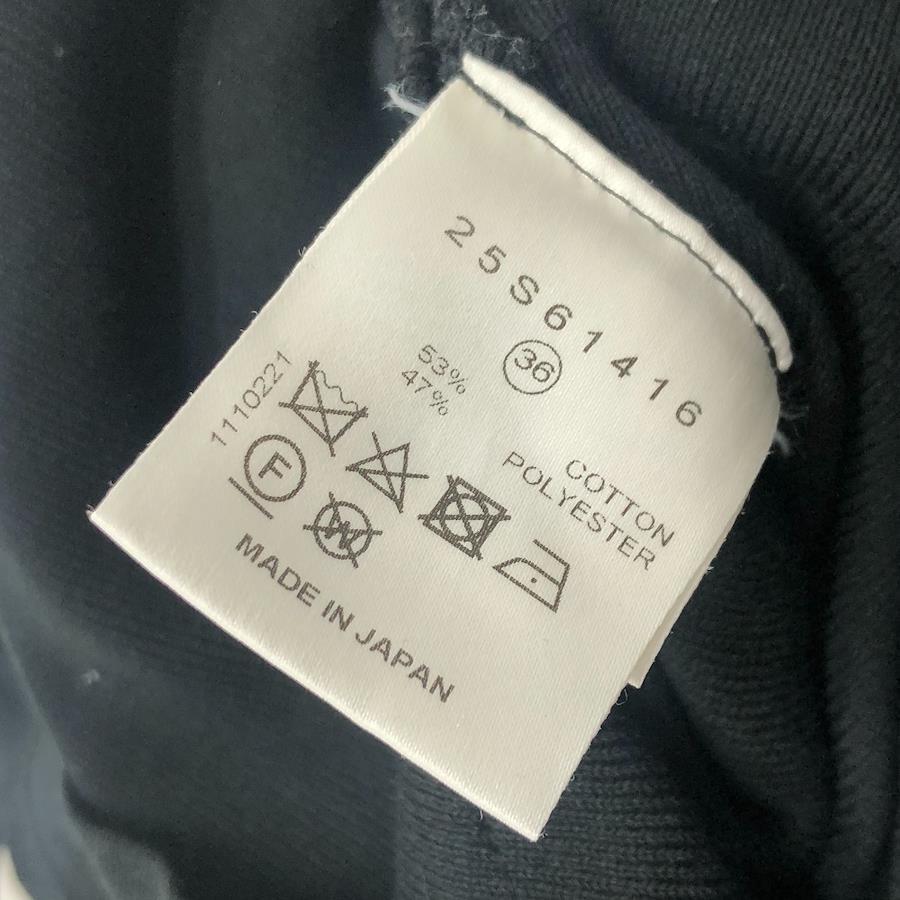 25S61416
36
53% COTTON
47% POLYESTER
1110221
F
W
MADE IN JAPAN